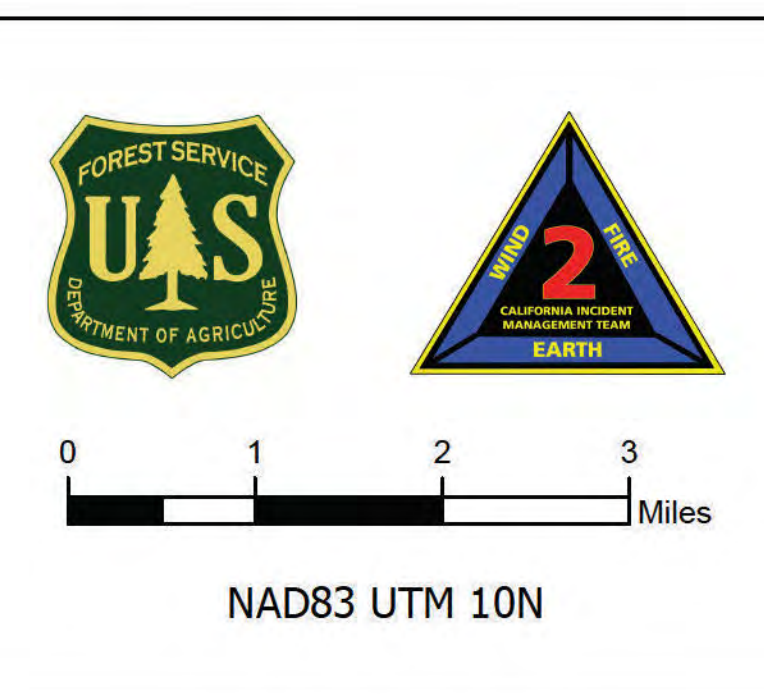 FOREST SERVICE
US
DEPARTMENT OF AGRICULTURE
WIND
FIRE
2
CALIFORNIA INCIDENT
MANAGEMENT TEAM
EARTH
0 1 2 3
Miles
NAD83 UTM 10N